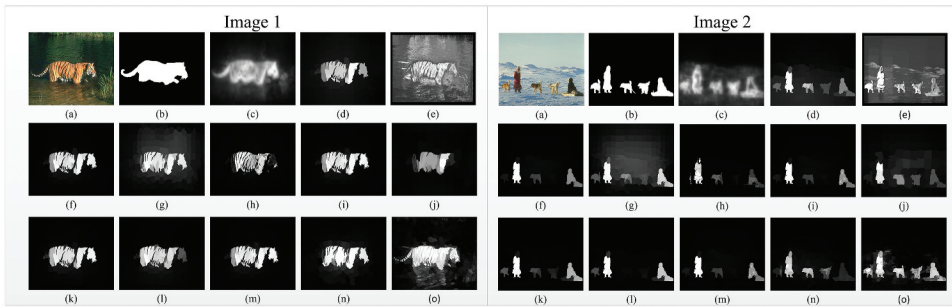 Image 1
(a) (b) (c) (d) (e)
(f) (g) (h) (i) (j)
(k) (l) (m) (n) (o)
Image 2
(a) (b) (c) (d) (e)
(f) (g) (h) (i) (j)
(k) (l) (m) (n) (o)